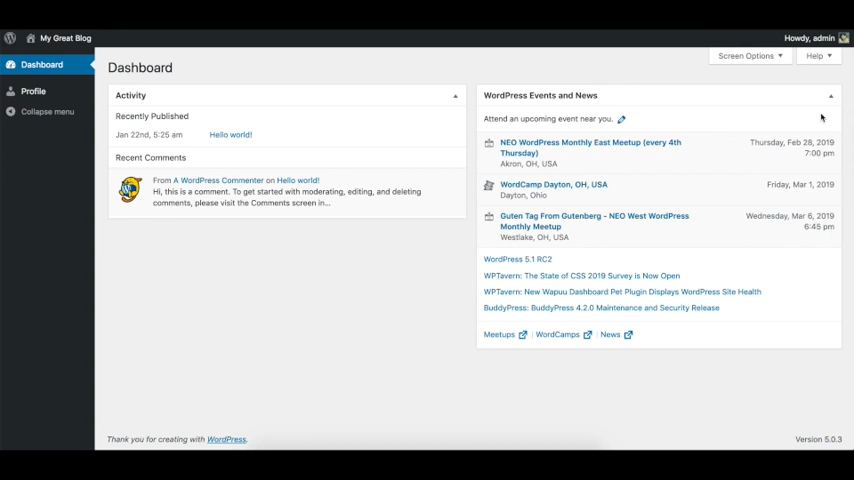 My Great Blog
Howdy, admin
Dashboard
Profile
Collapse menu
Screen Options
Help
Dashboard
Activity
Recently Published
Jan 22nd, 5:25 am Hello world!
Recent Comments
From A WordPress Commenter on Hello world!
Hi, this is a comment. To get started with moderating, editing, and deleting
comments, please visit the Comments screen in...
WordPress Events and News
Attend an upcoming event near you.
NEO WordPress Monthly East Meetup (every 4th
Thursday)
Akron, OH, USA
Thursday, Feb 28, 2019
7:00 pm
WordCamp Dayton, OH, USA
Dayton, Ohio
Friday, Mar 1, 2019
Guten Tag From Gutenberg - NEO West WordPress
Monthly Meetup
Westlake, OH, USA
Wednesday, Mar 6, 2019
6:45 pm
WordPress 5.1 RC2
WPTavern: The State of CSS 2019 Survey is Now Open
WPTavern: New Wapuu Dashboard Pet Plugin Displays WordPress Site Health
BuddyPress: BuddyPress 4.2.0 Maintenance and Security Release
Meetups | WordCamps | News
Thank you for creating with WordPress.
Version 5.0.3